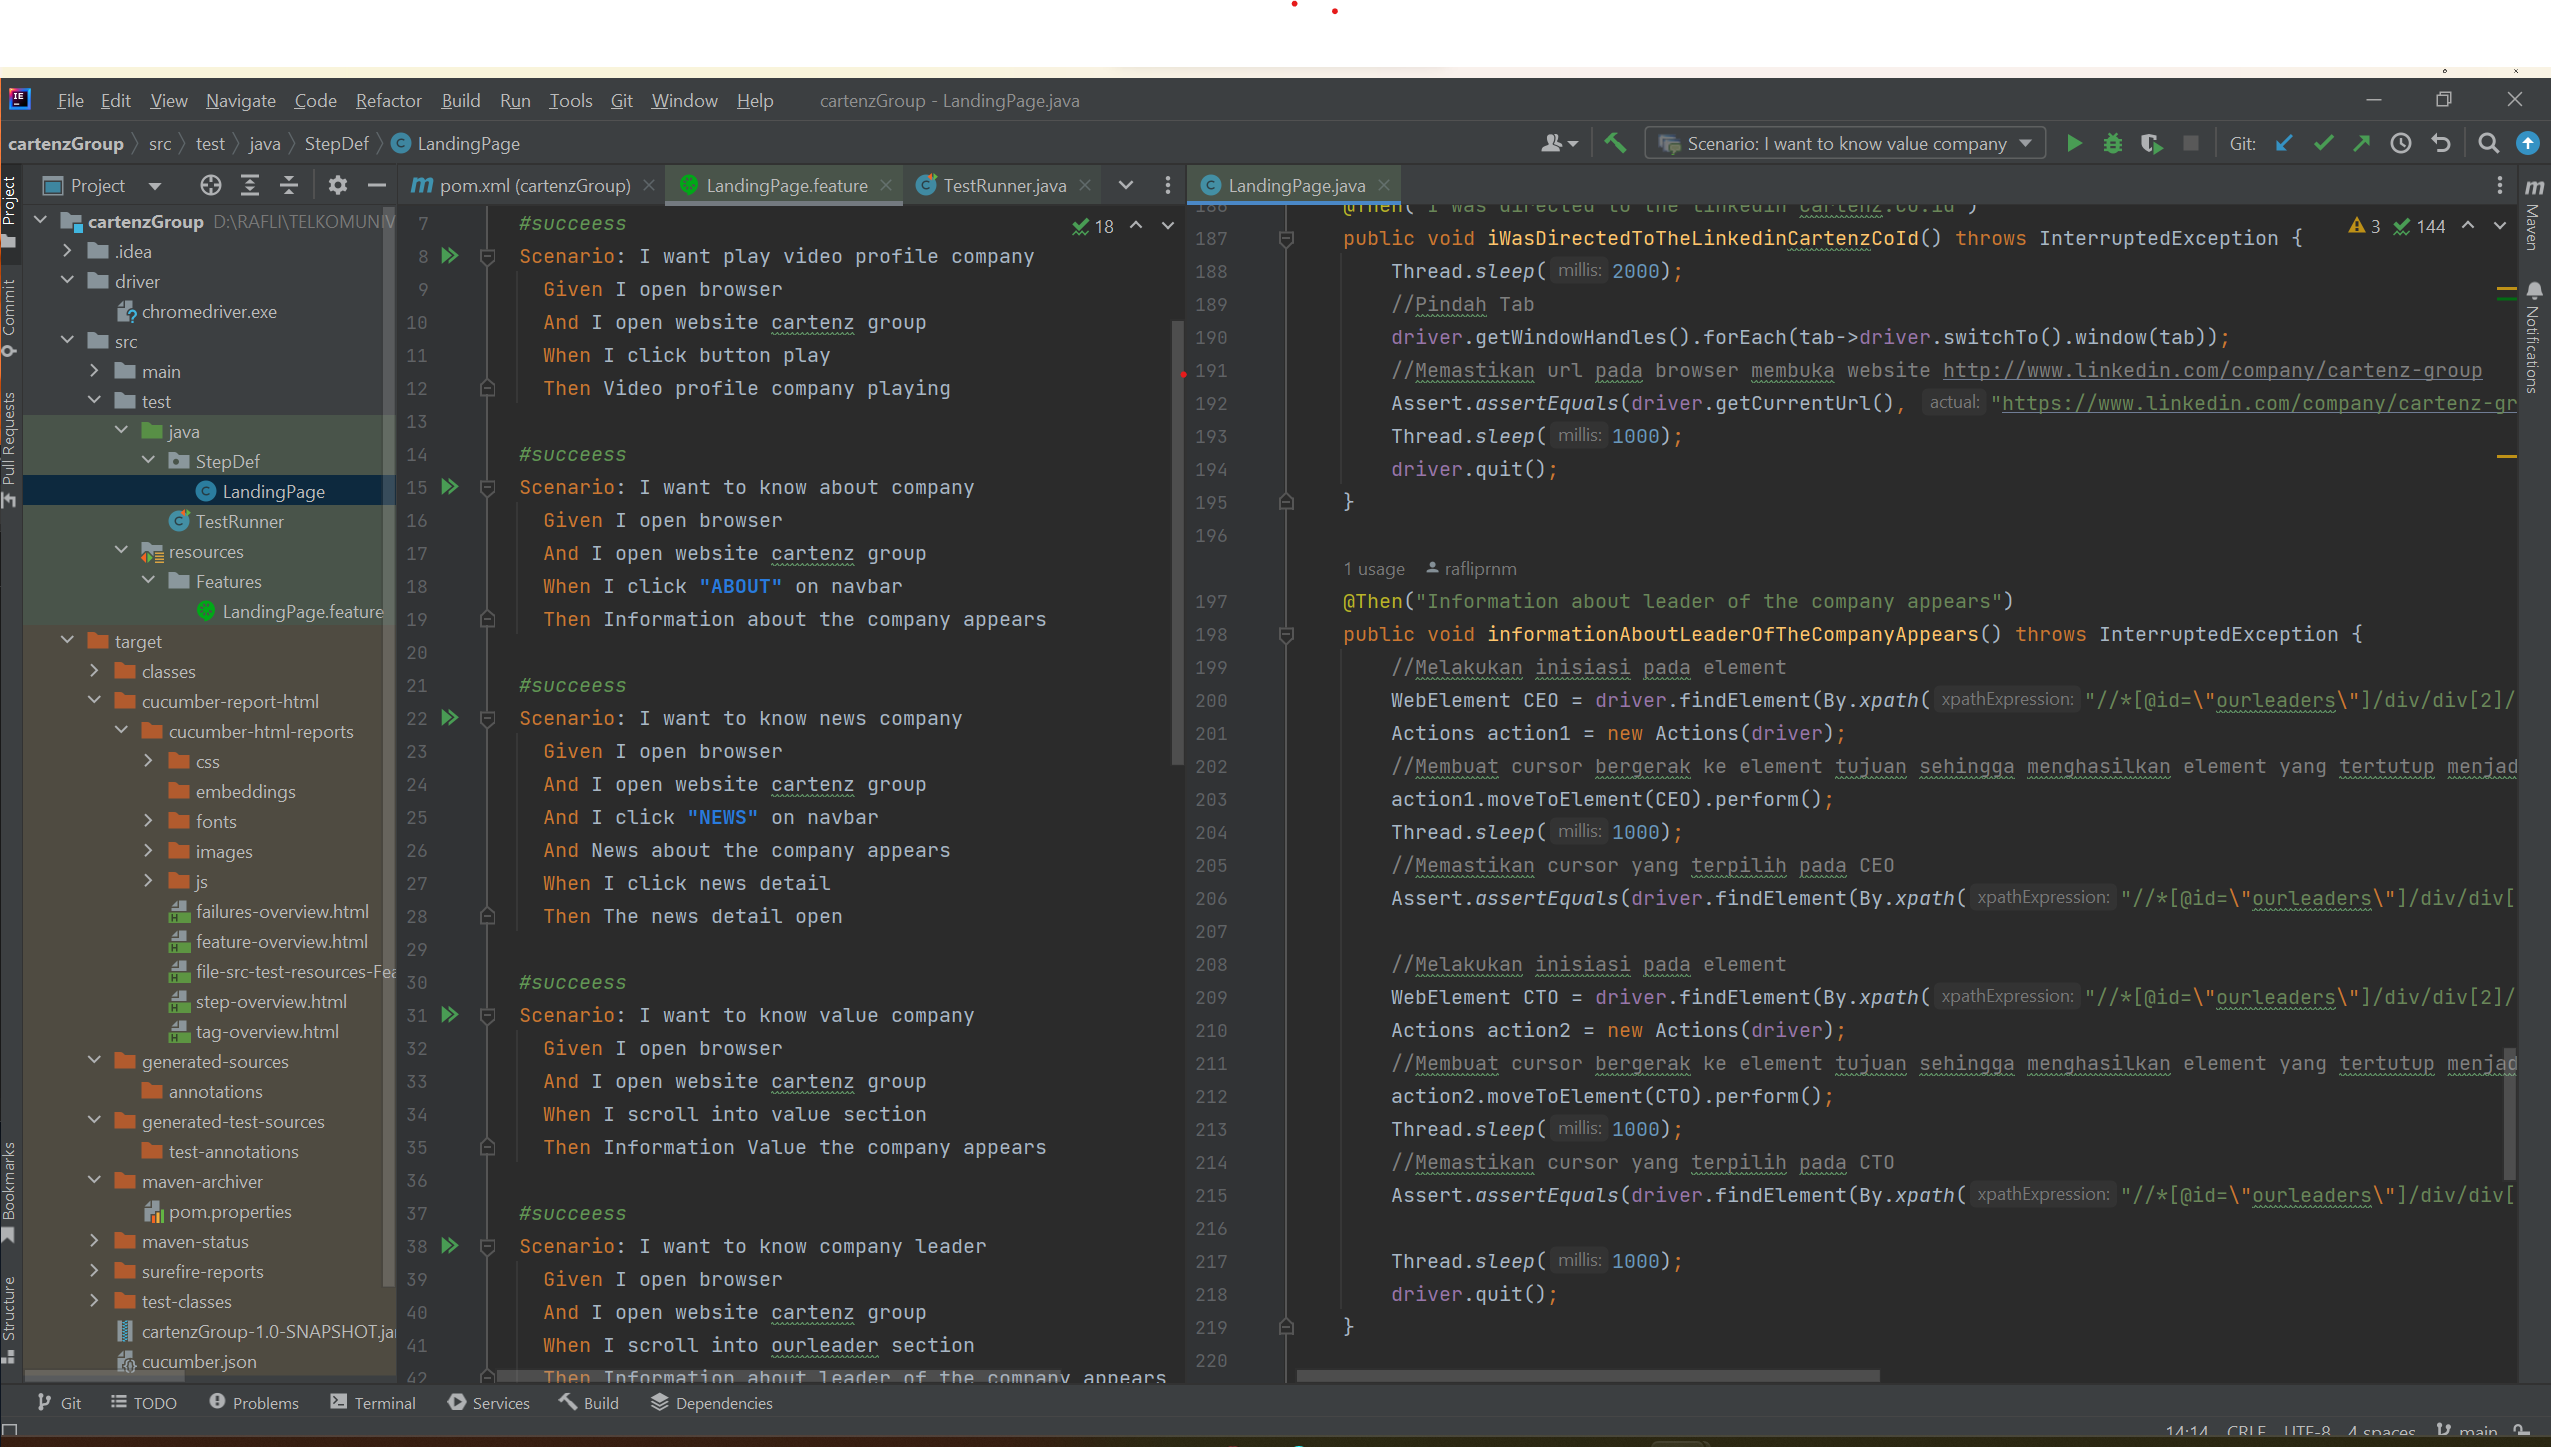 File Edit View Navigate Code Refactor Build Run Tools Git Window Help cartenzGroup - LandingPage.java
cartenzGroup src test java StepDef LandingPage
Scenario: I want to know value company Git:
Project
pom.xml (cartenzGroup) LandingPage.feature TestRunner.java
LandingPage.java
Project
Commit
Pull Requests
Bookmarks
Structure
cartenzGroup D:\RAFLI\TELKOMUNIV
.idea
driver
chromedriver.exe
src
main
test
java
StepDef
LandingPage
TestRunner
resources
Features
LandingPage.feature
target
classes
cucumber-report-html
cucumber-html-reports
css
embeddings
fonts
images
js
failures-overview.html
feature-overview.html
file-src-test-resources-Fea
step-overview.html
tag-overview.html
generated-sources
annotations
generated-test-sources
test-annotations
maven-archiver
pom.properties
maven-status
surefire-reports
test-classes
cartenzGroup-1.0-SNAPSHOT.jar
cucumber.json
18
7 #succeess
8 Scenario: I want play video profile company
9 Given I open browser
10 And I open website cartenz group
11 When I click button play
12 Then Video profile company playing
13
14 #succeess
15 Scenario: I want to know about company
16 Given I open browser
17 And I open website cartenz group
18 When I click "ABOUT" on navbar
19 Then Information about the company appears
20
21 #succeess
22 Scenario: I want to know news company
23 Given I open browser
24 And I open website cartenz group
25 And I click "NEWS" on navbar
26 And News about the company appears
27 When I click news detail
28 Then The news detail open
29
30 #succeess
31 Scenario: I want to know value company
32 Given I open browser
33 And I open website cartenz group
34 When I scroll into value section
35 Then Information Value the company appears
36
37 #succeess
38 Scenario: I want to know company leader
39 Given I open browser
40 And I open website cartenz group
41 When I scroll into ourleader section
42 Then Information about leader of the company appears
3 144
186 @Then("I was directed to the linkedin cartenz.co.id")
187 public void iWasDirectedToTheLinkedinCartenzCoId() throws InterruptedException {
188 Thread.sleep( millis: 2000);
189 //Pindah Tab
190 driver.getWindowHandles().forEach(tab->driver.switchTo().window(tab));
191 //Memastikan url pada browser membuka website http://www.linkedin.com/company/cartenz-group
192 Assert.assertEquals(driver.getCurrentUrl(), actual: "https://www.linkedin.com/company/cartenz-gr
193 Thread.sleep( millis: 1000);
194 driver.quit();
195 }
196
1 usage rafliprnm
197 @Then("Information about leader of the company appears")
198 public void informationAboutLeaderOfTheCompanyAppears() throws InterruptedException {
199 //Melakukan inisiasi pada element
200 WebElement CEO = driver.findElement(By.xpath( xpathExpression: "//*[@id=\"ourleaders\"]/div/div[2]/
201 Actions action1 = new Actions(driver);
202 //Membuat cursor bergerak ke element tujuan sehingga menghasilkan element yang tertutup menjad
203 action1.moveToElement(CEO).perform();
204 Thread.sleep( millis: 1000);
205 //Memastikan cursor yang terpilih pada CEO
206 Assert.assertEquals(driver.findElement(By.xpath( xpathExpression: "//*[@id=\"ourleaders\"]/div/div[
207
208 //Melakukan inisiasi pada element
209 WebElement CTO = driver.findElement(By.xpath( xpathExpression: "//*[@id=\"ourleaders\"]/div/div[2]/
210 Actions action2 = new Actions(driver);
211 //Membuat cursor bergerak ke element tujuan sehingga menghasilkan element yang tertutup menjad
212 action2.moveToElement(CTO).perform();
213 Thread.sleep( millis: 1000);
214 //Memastikan cursor yang terpilih pada CTO
215 Assert.assertEquals(driver.findElement(By.xpath( xpathExpression: "//*[@id=\"ourleaders\"]/div/div[
216
217 Thread.sleep( millis: 1000);
218 driver.quit();
219 }
220
Maven
Notifications
Git TODO Problems Terminal Services Build Dependencies
14:14 CRLF UTF-8 4 spaces main